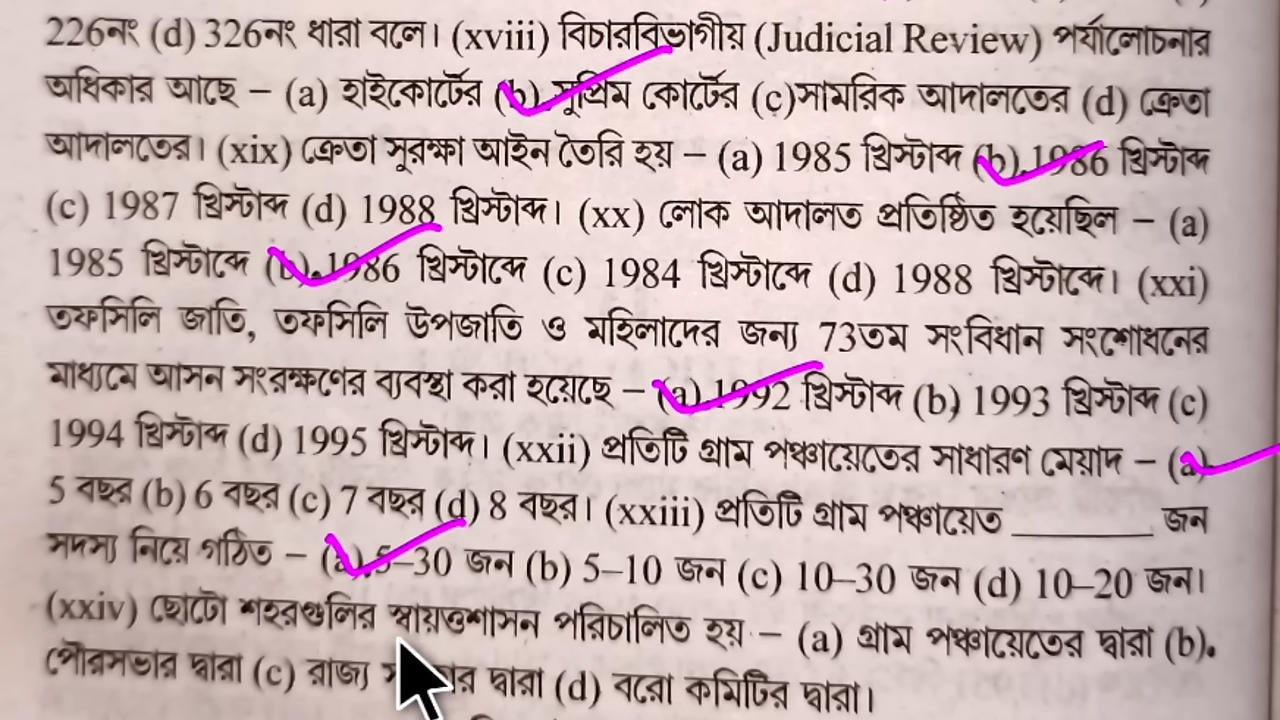 226নং (d) 326নং ধারা বলে। (xviii) বিচারবিভাগীয় (Judicial Review) পর্যালোচনার
অধিকার আছে – (a) হাইকোর্টের (b). সুপ্রিম কোর্টের (c)সামরিক আদালতের (d) ক্রেতা
আদালতের। (xix) ক্রেতা সুরক্ষা আইন তৈরি হয় – (a) 1985 খ্রিস্টাব্দ (b). 1986 খ্রিস্টাব্দ
(c) 1987 খ্রিস্টাব্দ (d) 1988 খ্রিস্টাব্দ। (xx) লোক আদালত প্রতিষ্ঠিত হয়েছিল – (a)
1985 খ্রিস্টাব্দে (b). 1986 খ্রিস্টাব্দে (c) 1984 খ্রিস্টাব্দে (d) 1988 খ্রিস্টাব্দে। (xxi)
তফসিলি জাতি, তফসিলি উপজাতি ও মহিলাদের জন্য 73তম সংবিধান সংশোধনের
মাধ্যমে আসন সংরক্ষণের ব্যবস্থা করা হয়েছে – (a). 1992 খ্রিস্টাব্দ (b) 1993 খ্রিস্টাব্দ (c)
1994 খ্রিস্টাব্দ (d) 1995 খ্রিস্টাব্দ। (xxii) প্রতিটি গ্রাম পঞ্চায়েতের সাধারণ মেয়াদ – (a).
5 বছর (b) 6 বছর (c) 7 বছর (d) 8 বছর। (xxiii) প্রতিটি গ্রাম পঞ্চায়েত ________ জন
সদস্য নিয়ে গঠিত – (a). 5–30 জন (b) 5–10 জন (c) 10–30 জন (d) 10–20 জন।
(xxiv) ছোটো শহরগুলির স্বায়ত্তশাসন পরিচালিত হয় – (a) গ্রাম পঞ্চায়েতের দ্বারা (b).
পৌরসভার দ্বারা (c) রাজ্য দ্বারা (d) বরো কমিটির দ্বারা।